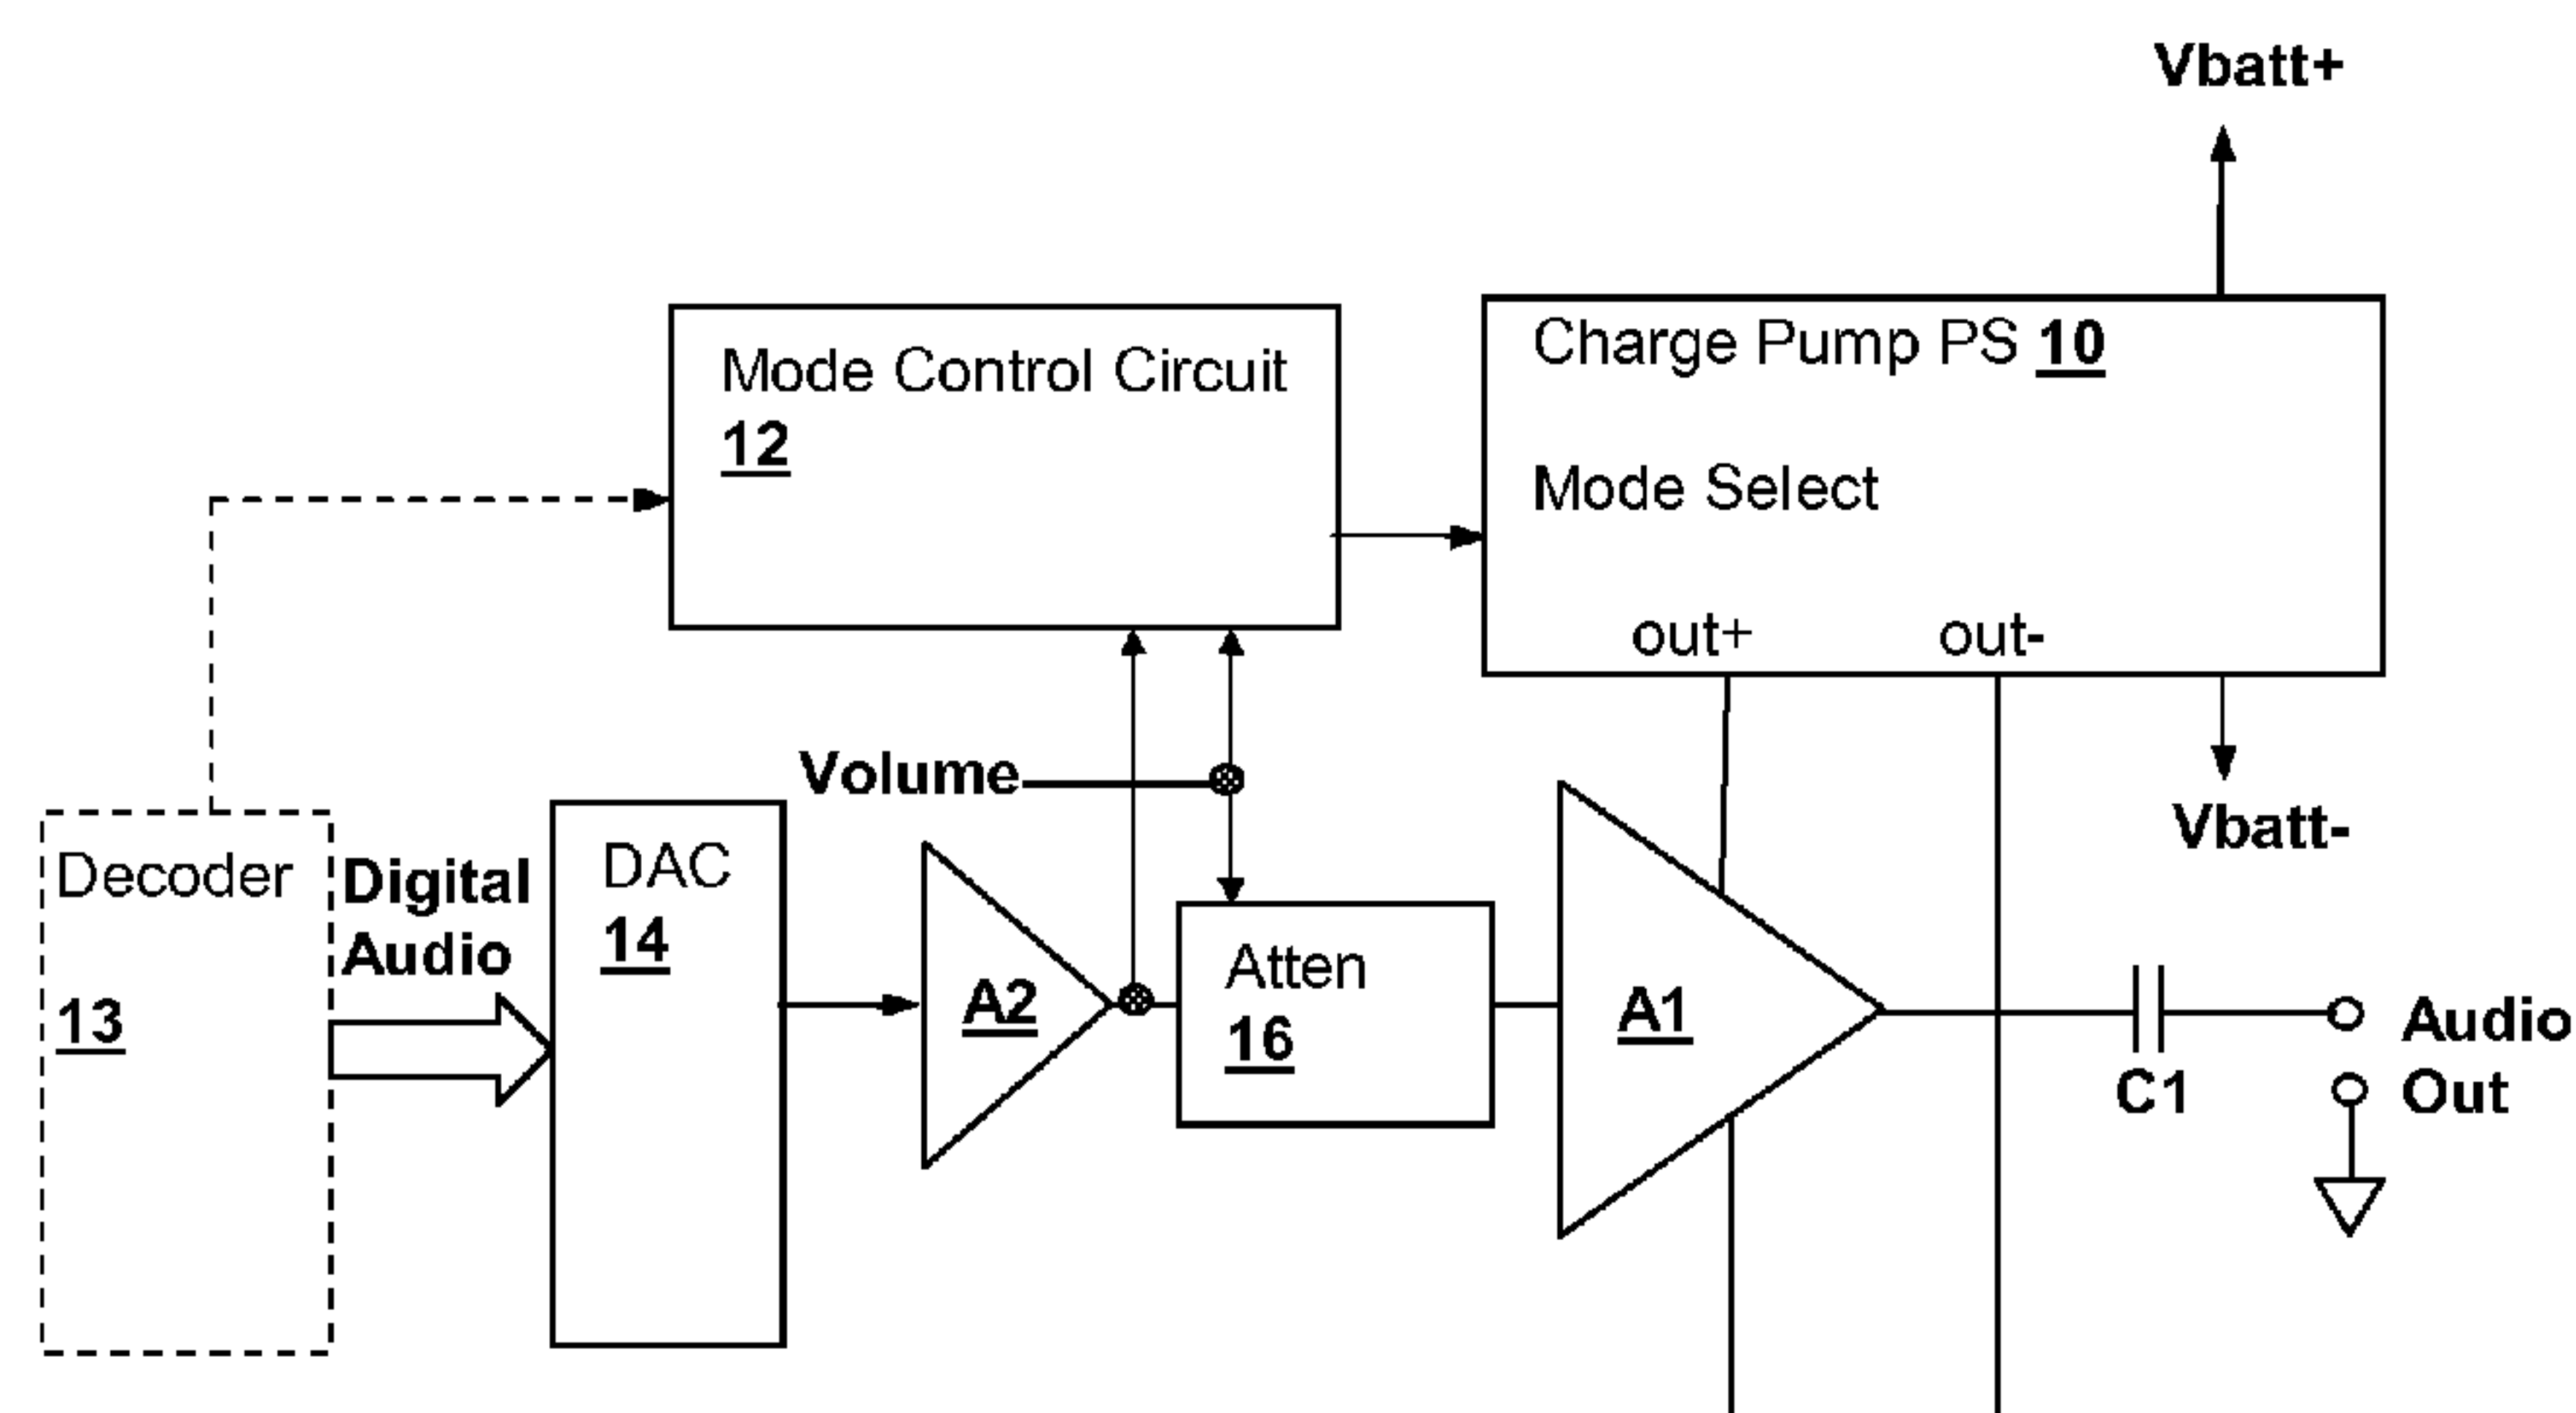 Vbatt+
Charge Pump PS 10
Mode Select
out+ out-
Vbatt-
Mode Control Circuit
12
Volume
Decoder
13
Digital
Audio
DAC
14
A2
Atten
16
A1
C1
Audio
Out